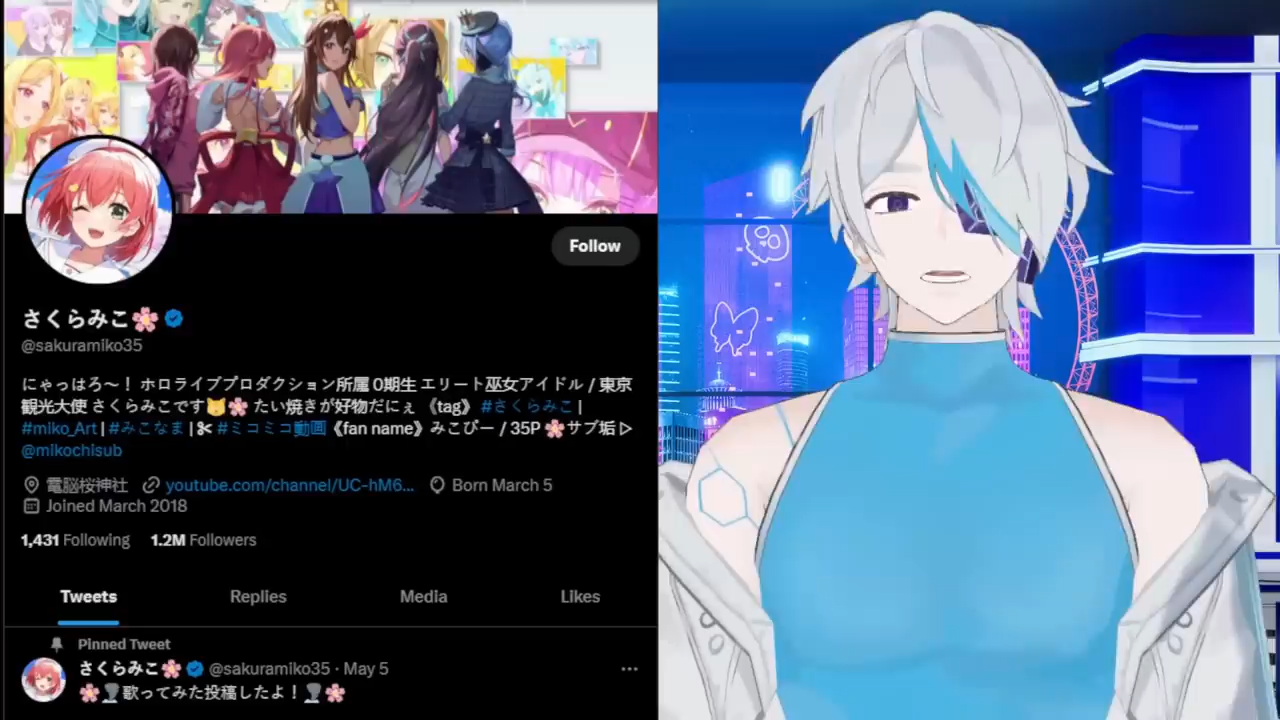 Follow
さくらみこ🌸
@sakuramiko35
にゃっはろ～！ ホロライブプロダクション所属 0期生 エリート巫女アイドル / 東京
観光大使 さくらみこです🐱🌸 たい焼きが好物だにぇ 《tag》 #さくらみこ |
#miko_Art | #みこなま | ✂ #ミコミコ動画 《fan name》みこぴー / 35P 🌸サブ垢▷
@mikochisub
電脳桜神社 youtube.com/channel/UC-hM6... Born March 5
Joined March 2018
1,431 Following 1.2M Followers
Tweets Replies Media Likes
Pinned Tweet
さくらみこ🌸 @sakuramiko35 · May 5 ...
🌸👤歌ってみた投稿したよ！👤🌸